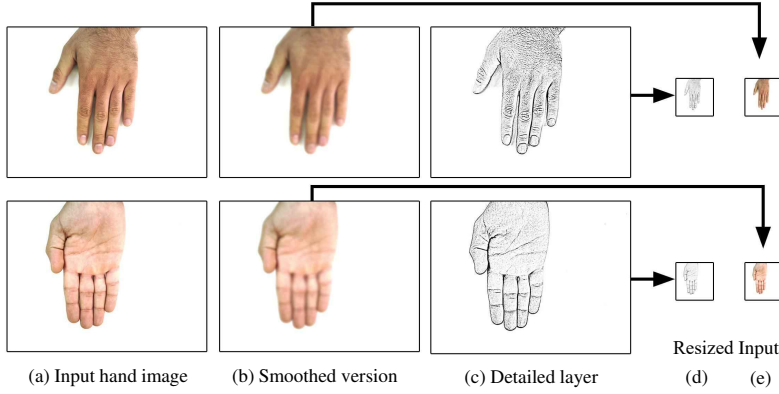 Resized Input
(a) Input hand image (b) Smoothed version (c) Detailed layer (d) (e)